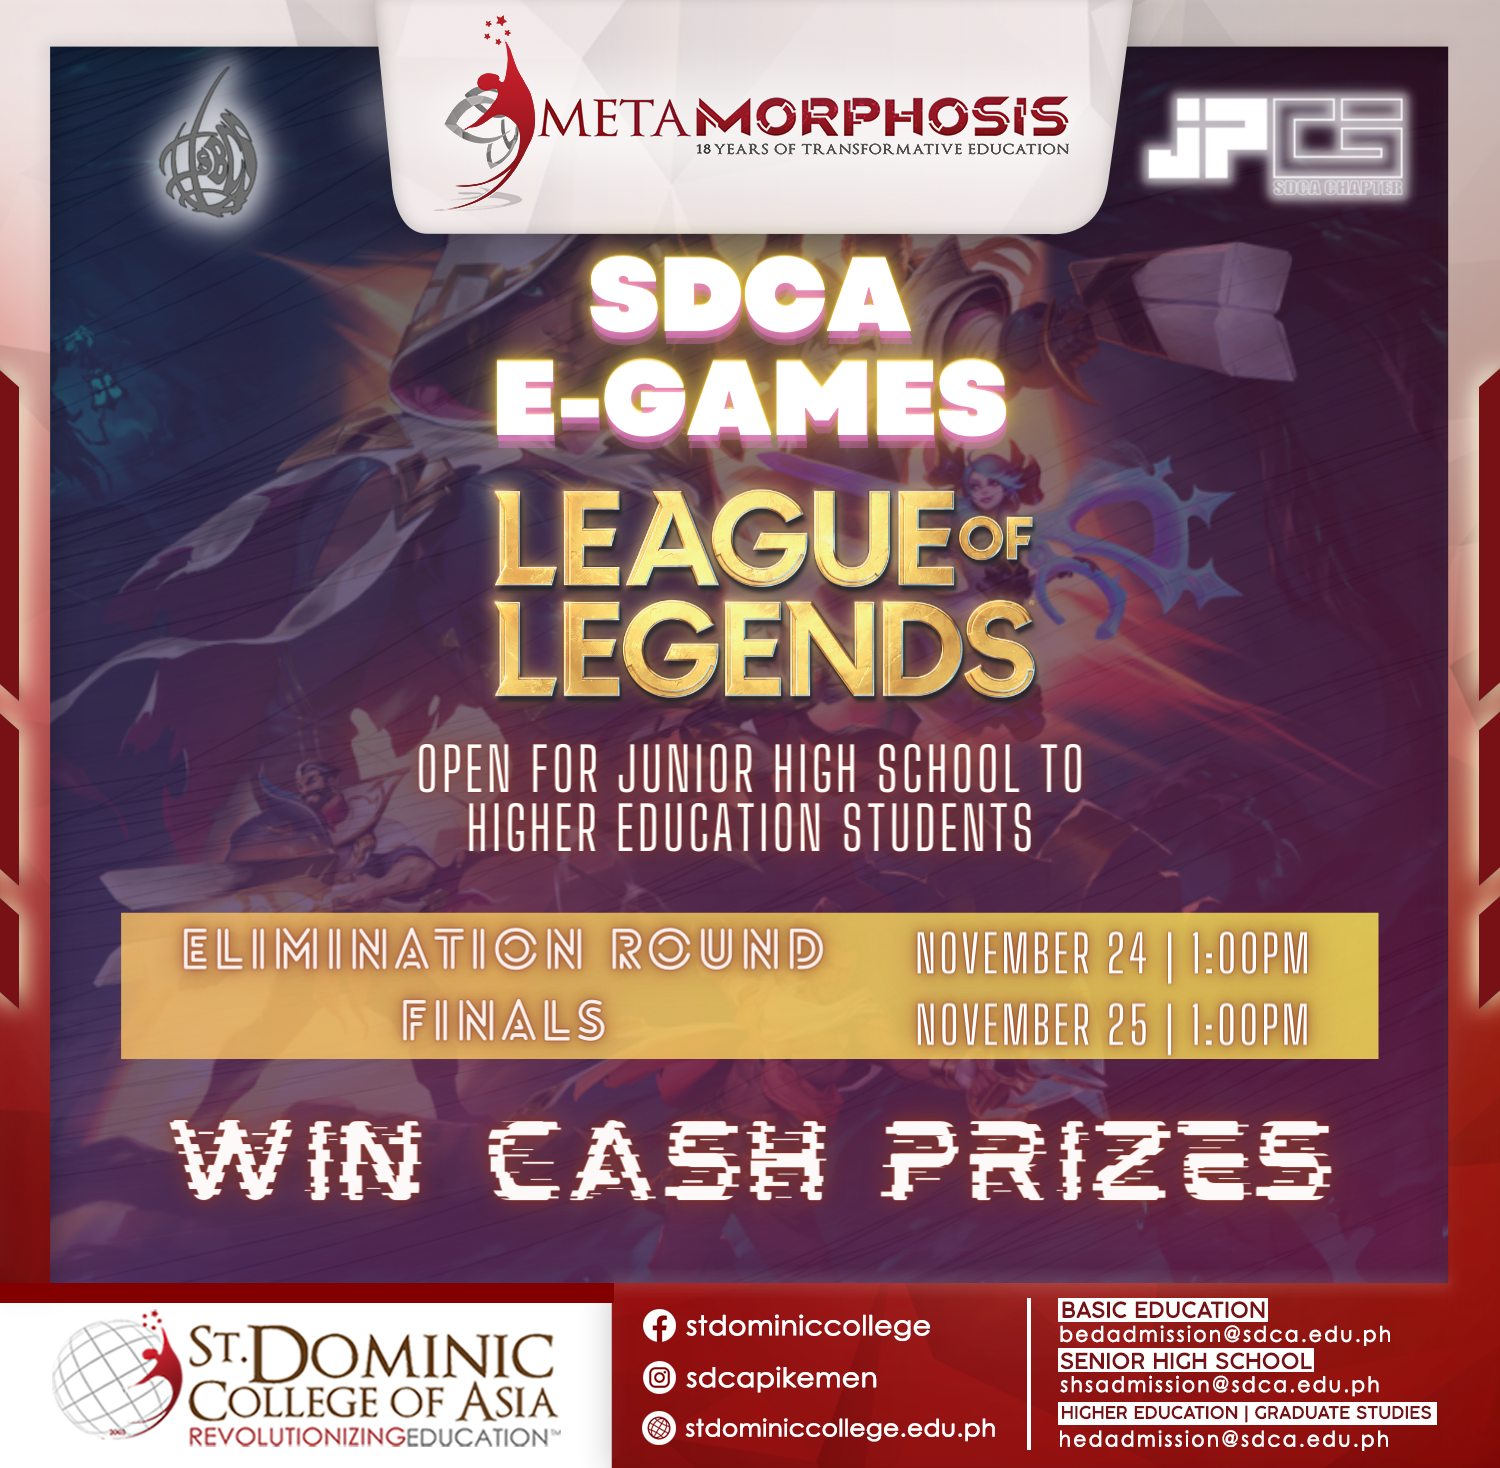 METAMORPHOSIS
18 YEARS OF TRANSFORMATIVE EDUCATION
JPCS
SDCA CHAPTER
SDCA
E-GAMES
LEAGUE OF
LEGENDS
OPEN FOR JUNIOR HIGH SCHOOL TO
HIGHER EDUCATION STUDENTS
ELIMINATION ROUND NOVEMBER 24 | 1:00PM
FINALS NOVEMBER 25 | 1:00PM
WIN CASH PRIZES
2003
ST. DOMINIC
COLLEGE OF ASIA
REVOLUTIONIZINGEDUCATION™
stdominiccollege
sdcapikemen
stdominiccollege.edu.ph
BASIC EDUCATION
bedadmission@sdca.edu.ph
SENIOR HIGH SCHOOL
shsadmission@sdca.edu.ph
HIGHER EDUCATION | GRADUATE STUDIES
hedadmission@sdca.edu.ph